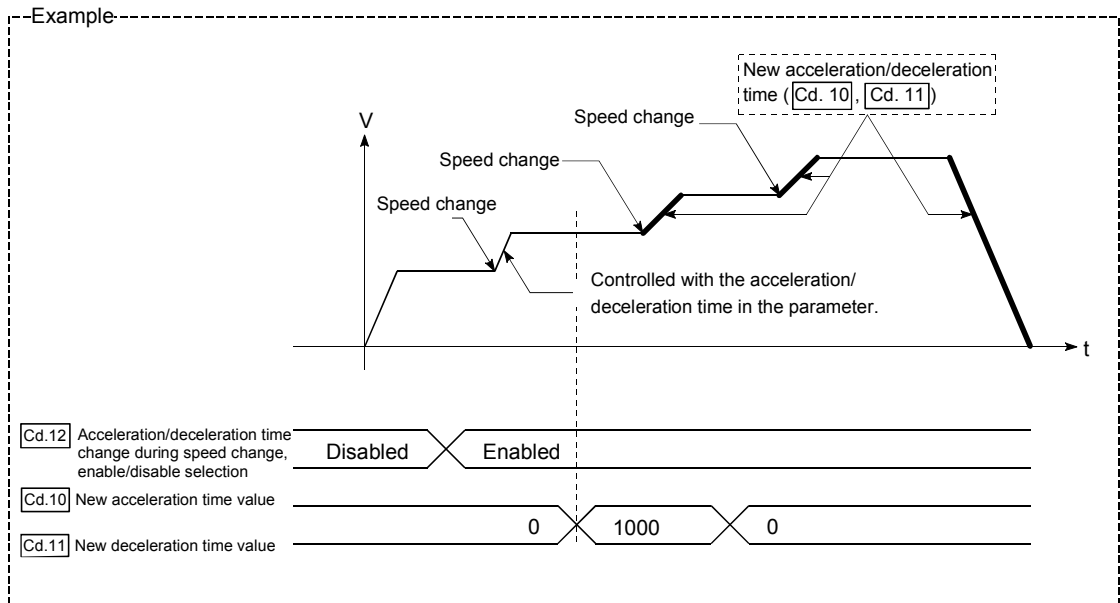 Example
New acceleration/deceleration
time ( Cd. 10 , Cd. 11 )
Speed change
V
Speed change
Speed change
Controlled with the acceleration/
deceleration time in the parameter.
t
Cd.12 Acceleration/deceleration time
change during speed change,
enable/disable selection
Disabled Enabled
Cd.10 New acceleration time value
0 1000 0
Cd.11 New deceleration time value